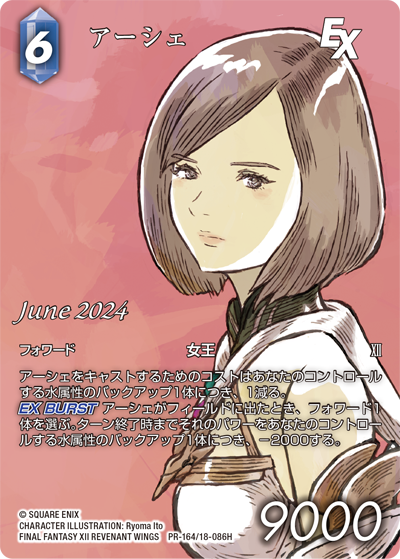 6 アーシェ EX
June 2024
フォワード 女王 XII
アーシェをキャストするためのコストはあなたのコントロール
する水属性のバックアップ1体につき、1減る。
EX BURST アーシェがフィールドに出たとき、フォワード1
体を選ぶ。ターン終了時までそれのパワーをあなたのコントロ
ールする水属性のバックアップ1体につき、－2000する。
© SQUARE ENIX
CHARACTER ILLUSTRATION: Ryoma Ito
FINAL FANTASY XII REVENANT WINGS PR-164/18-086H
9000